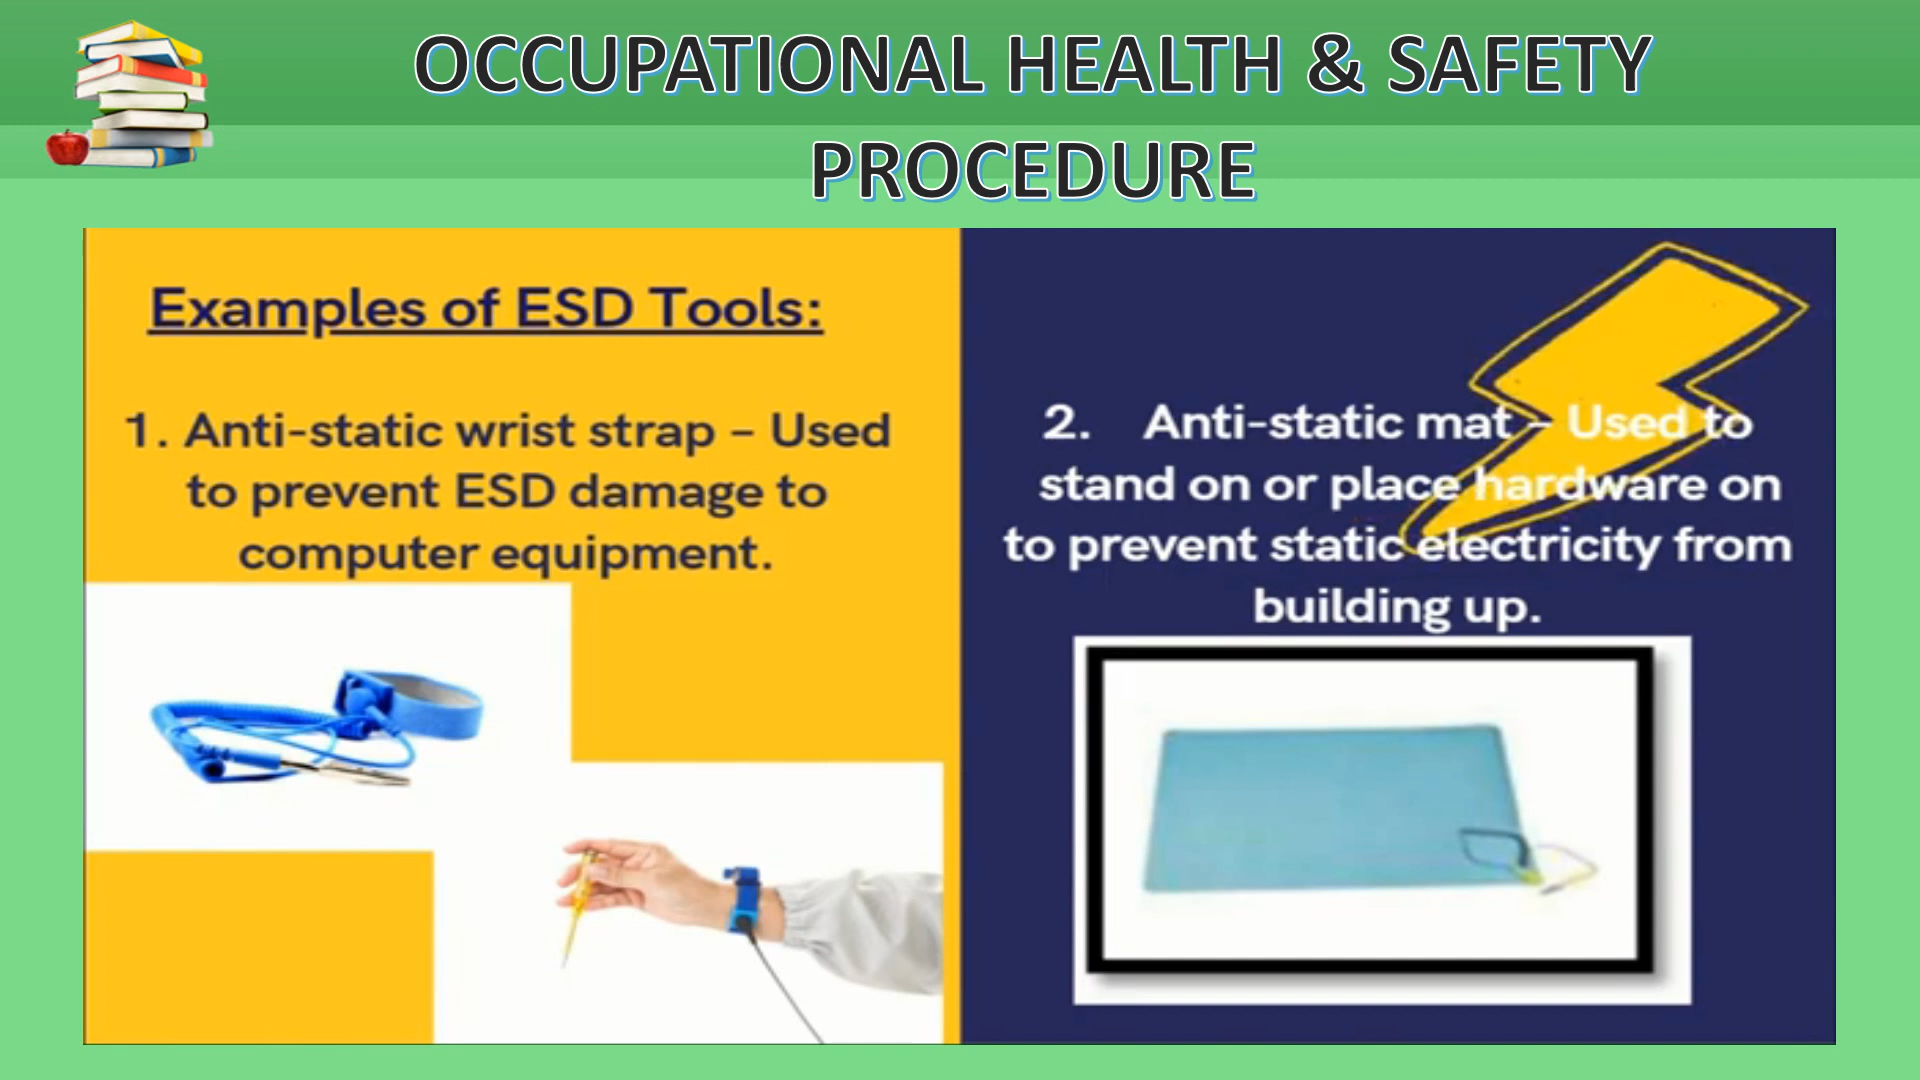 OCCUPATIONAL HEALTH & SAFETY
PROCEDURE
Examples of ESD Tools:
1. Anti-static wrist strap – Used
to prevent ESD damage to
computer equipment.
2. Anti-static mat – Used to
stand on or place hardware on
to prevent static electricity from
building up.